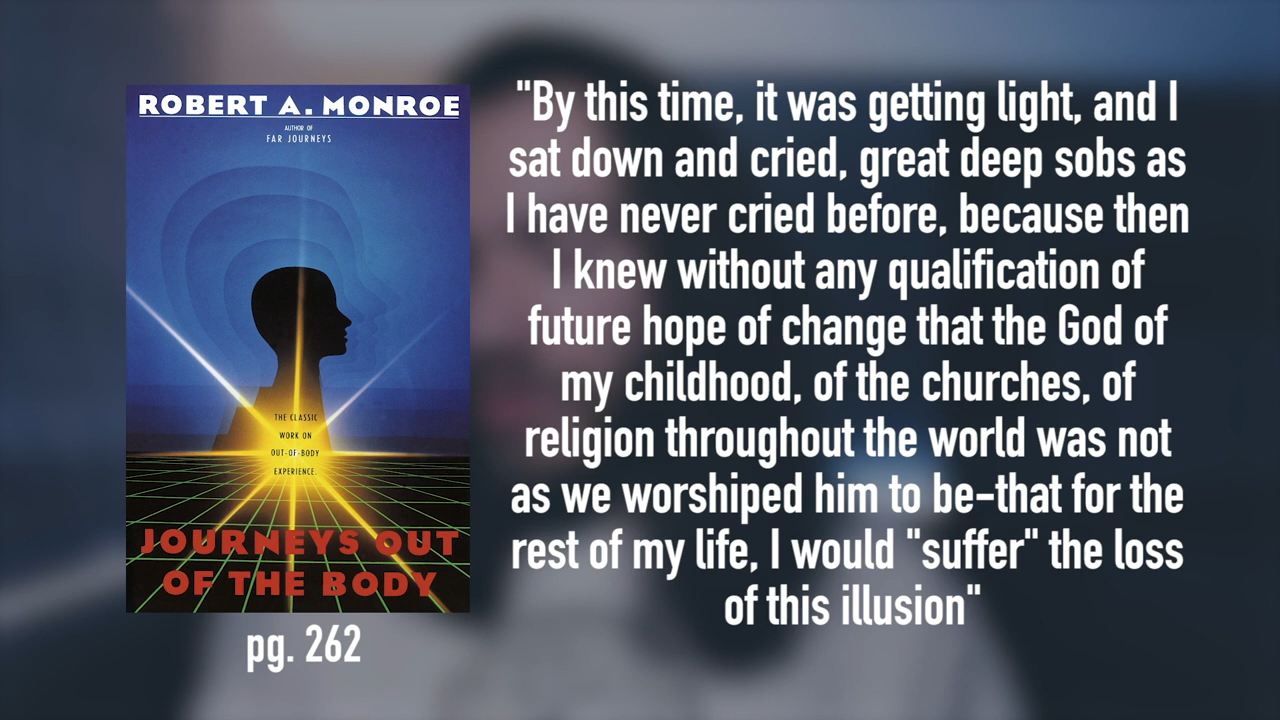 ROBERT A. MONROE
AUTHOR OF
FAR JOURNEYS
THE CLASSIC
WORK ON
OUT-OF-BODY
EXPERIENCE.
JOURNEYS OUT
OF THE BODY
pg. 262
"By this time, it was getting light, and I
sat down and cried, great deep sobs as
I have never cried before, because then
I knew without any qualification of
future hope of change that the God of
my childhood, of the churches, of
religion throughout the world was not
as we worshiped him to be-that for the
rest of my life, I would "suffer" the loss
of this illusion"